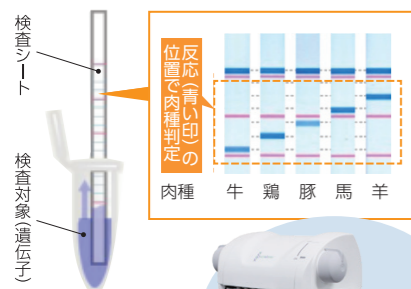 検査シート
検査対象（遺伝子）
反応（青い印）の
位置で肉種判定
肉種 牛 鶏 豚 馬 羊